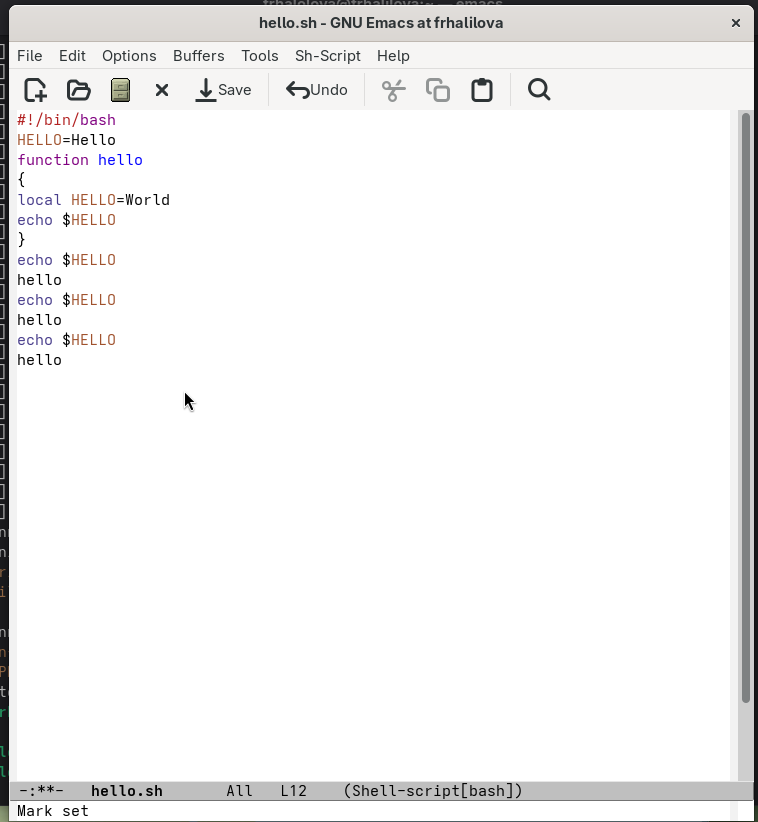 hello.sh - GNU Emacs at frhalilova
File Edit Options Buffers Tools Sh-Script Help
Save Undo
#!/bin/bash
HELLO=Hello
function hello
{
local HELLO=World
echo $HELLO
}
echo $HELLO
hello
echo $HELLO
hello
echo $HELLO
hello
-:**- hello.sh All L12 (Shell-script[bash])
Mark set